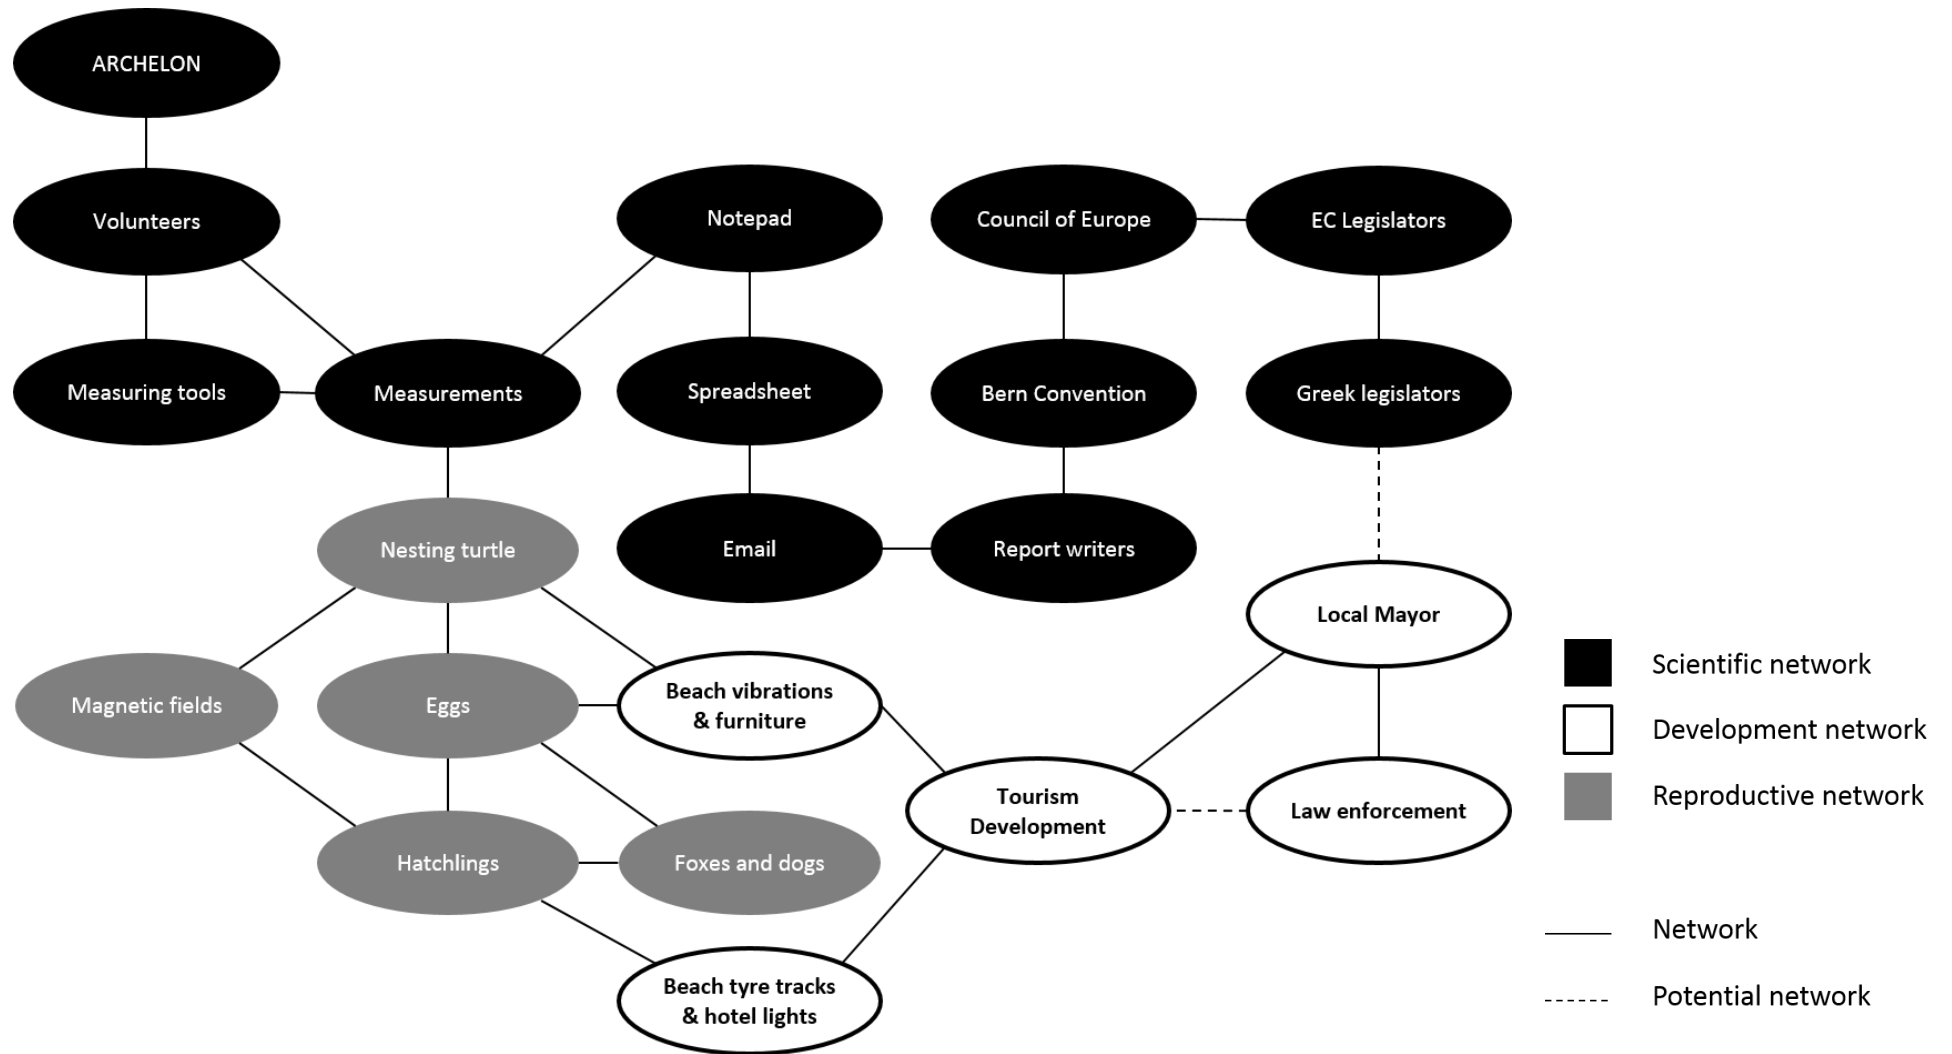 ARCHELON
Volunteers
Notepad
Council of Europe
EC Legislators
Measuring tools
Measurements
Spreadsheet
Bern Convention
Greek legislators
Nesting turtle
Email
Report writers
Local Mayor
Magnetic fields
Eggs
Beach vibrations
& furniture
Tourism
Development
Law enforcement
Hatchlings
Foxes and dogs
Beach tyre tracks
& hotel lights
Scientific network
Development network
Reproductive network
Network
Potential network